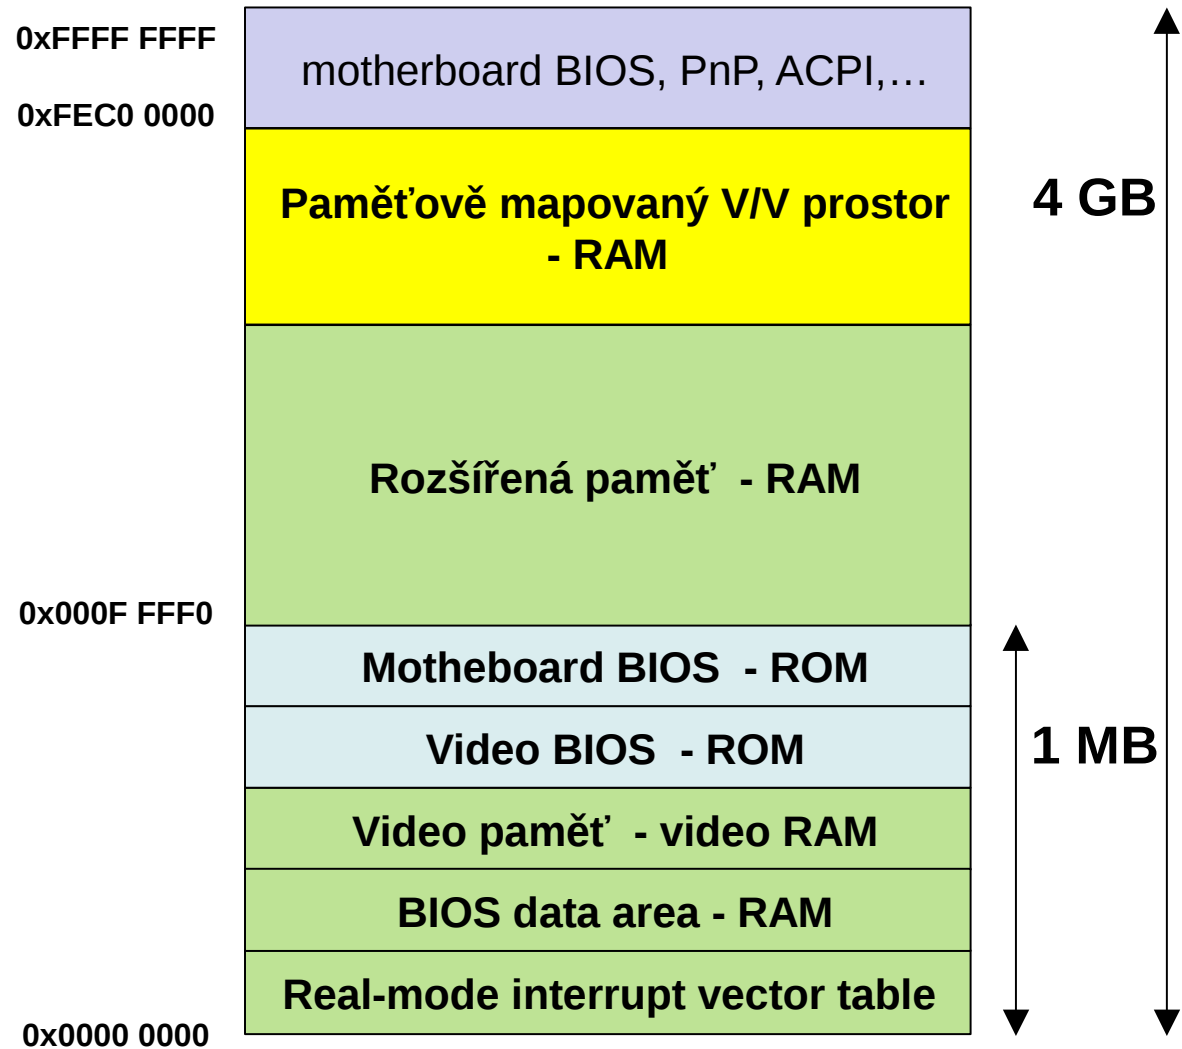 0xFFFF FFFF
motherboard BIOS, PnP, ACPI,…
0xFEC0 0000
Paměťově mapovaný V/V prostor
- RAM
4 GB
Rozšířená paměť - RAM
0x000F FFF0
Motheboard BIOS - ROM
Video BIOS - ROM
1 MB
Video paměť - video RAM
BIOS data area - RAM
Real-mode interrupt vector table
0x0000 0000